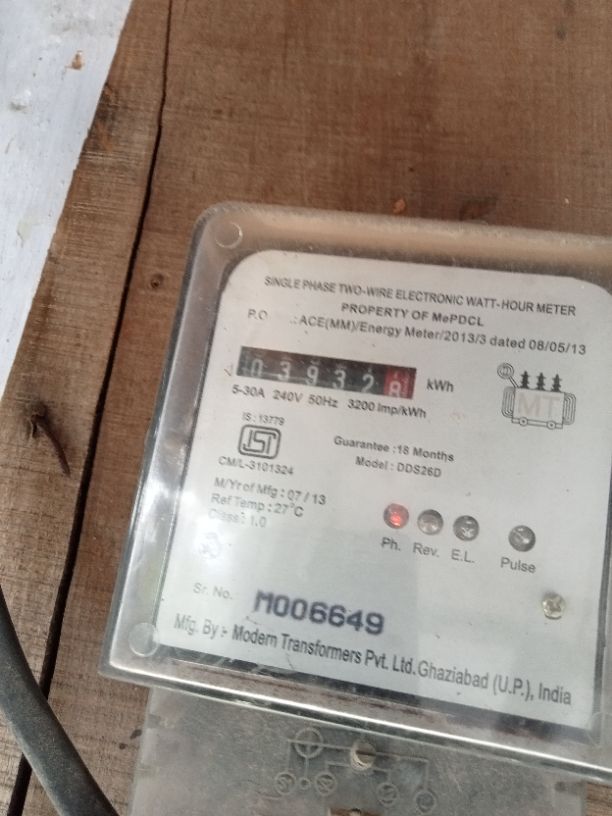 SINGLE PHASE TWO-WIRE ELECTRONIC WATT-HOUR METER
PROPERTY OF MePDCL
P.O .: ACE(MM)/Energy Meter/2013/3 dated 08/05/13
039328 kWh
5-30A 240V 50Hz 3200 Imp/kWh
MT
IS : 13779
ISI
CM/L-3101324
Guarantee : 18 Months
Model : DDS26D
M/Yr of Mfg : 07 / 13
Ref Temp : 27°C
Class : 1.0
Ph. Rev. E.L. Pulse
Sr. No. M006649
Mfg. By :- Modern Transformers Pvt. Ltd. Ghaziabad (U.P.), India